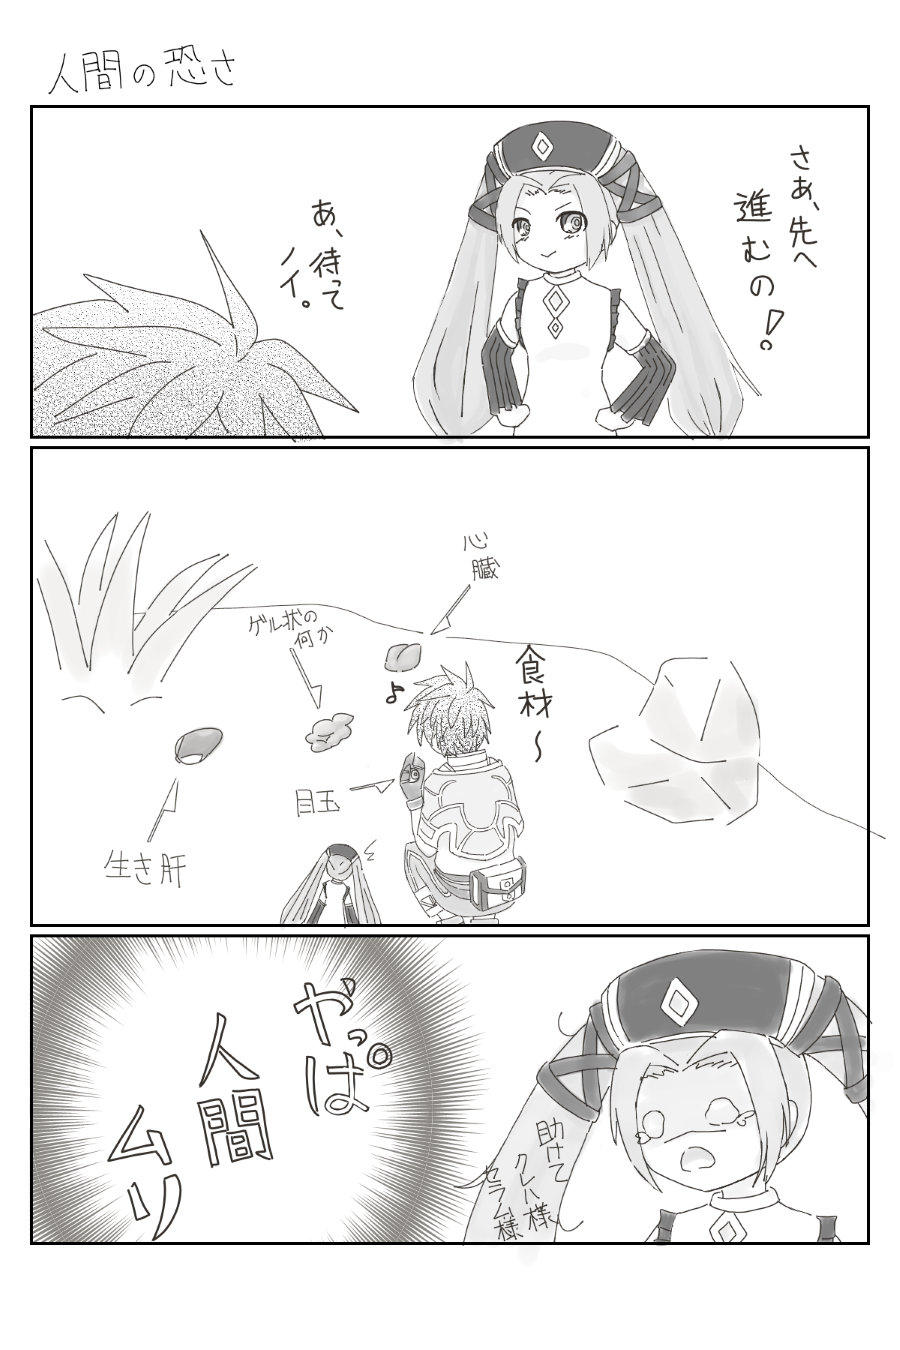 人間の恐さ
さあ、先へ
進むの!
あ、待って
ノイ。
心
臓
ゲル状の
何か
食材~
♪
目玉
生き肝
やっぱ
人間
ムリ
助けて
クレハ様
セラム様